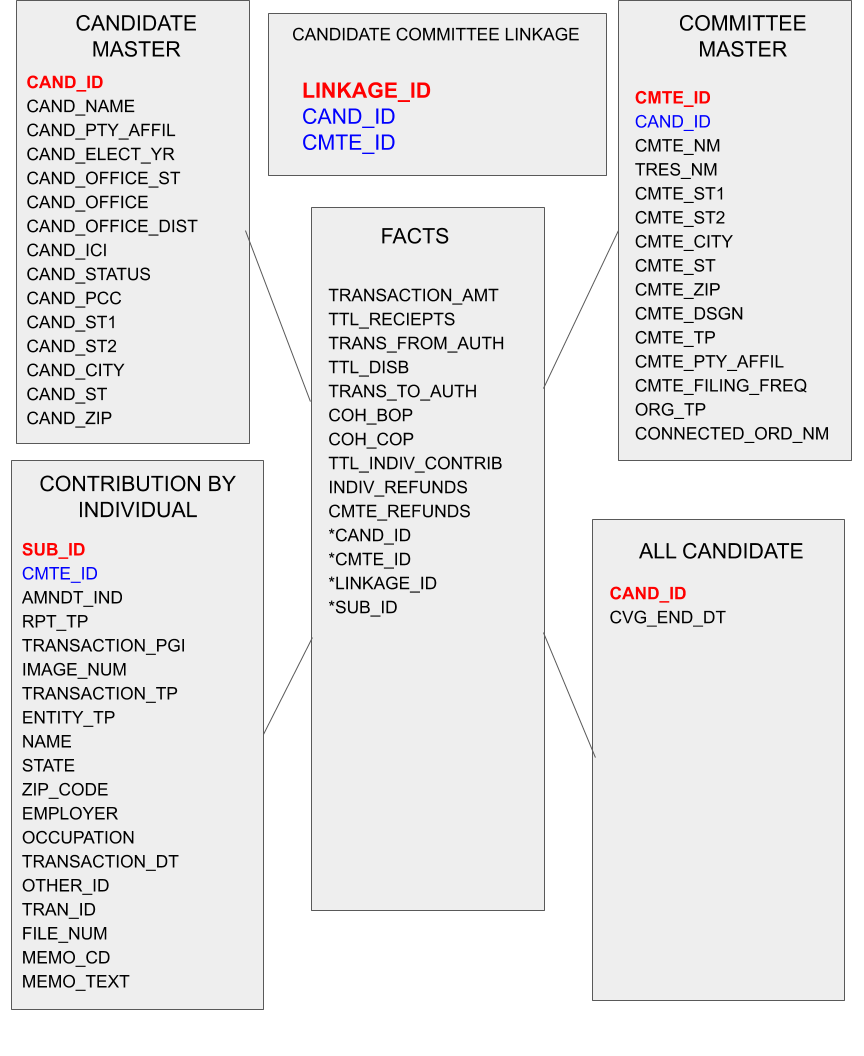 CANDIDATE
MASTER
CAND_ID
CAND_NAME
CAND_PTY_AFFIL
CAND_ELECT_YR
CAND_OFFICE_ST
CAND_OFFICE
CAND_OFFICE_DIST
CAND_ICI
CAND_STATUS
CAND_PCC
CAND_ST1
CAND_ST2
CAND_CITY
CAND_ST
CAND_ZIP
CANDIDATE COMMITTEE LINKAGE
LINKAGE_ID
CAND_ID
CMTE_ID
COMMITTEE
MASTER
CMTE_ID
CAND_ID
CMTE_NM
TRES_NM
CMTE_ST1
CMTE_ST2
CMTE_CITY
CMTE_ST
CMTE_ZIP
CMTE_DSGN
CMTE_TP
CMTE_PTY_AFFIL
CMTE_FILING_FREQ
ORG_TP
CONNECTED_ORD_NM
FACTS
TRANSACTION_AMT
TTL_RECIEPTS
TRANS_FROM_AUTH
TTL_DISB
TRANS_TO_AUTH
COH_BOP
COH_COP
TTL_INDIV_CONTRIB
INDIV_REFUNDS
CMTE_REFUNDS
*CAND_ID
*CMTE_ID
*LINKAGE_ID
*SUB_ID
CONTRIBUTION BY
INDIVIDUAL
SUB_ID
CMTE_ID
AMNDT_IND
RPT_TP
TRANSACTION_PGI
IMAGE_NUM
TRANSACTION_TP
ENTITY_TP
NAME
STATE
ZIP_CODE
EMPLOYER
OCCUPATION
TRANSACTION_DT
OTHER_ID
TRAN_ID
FILE_NUM
MEMO_CD
MEMO_TEXT
ALL CANDIDATE
CAND_ID
CVG_END_DT